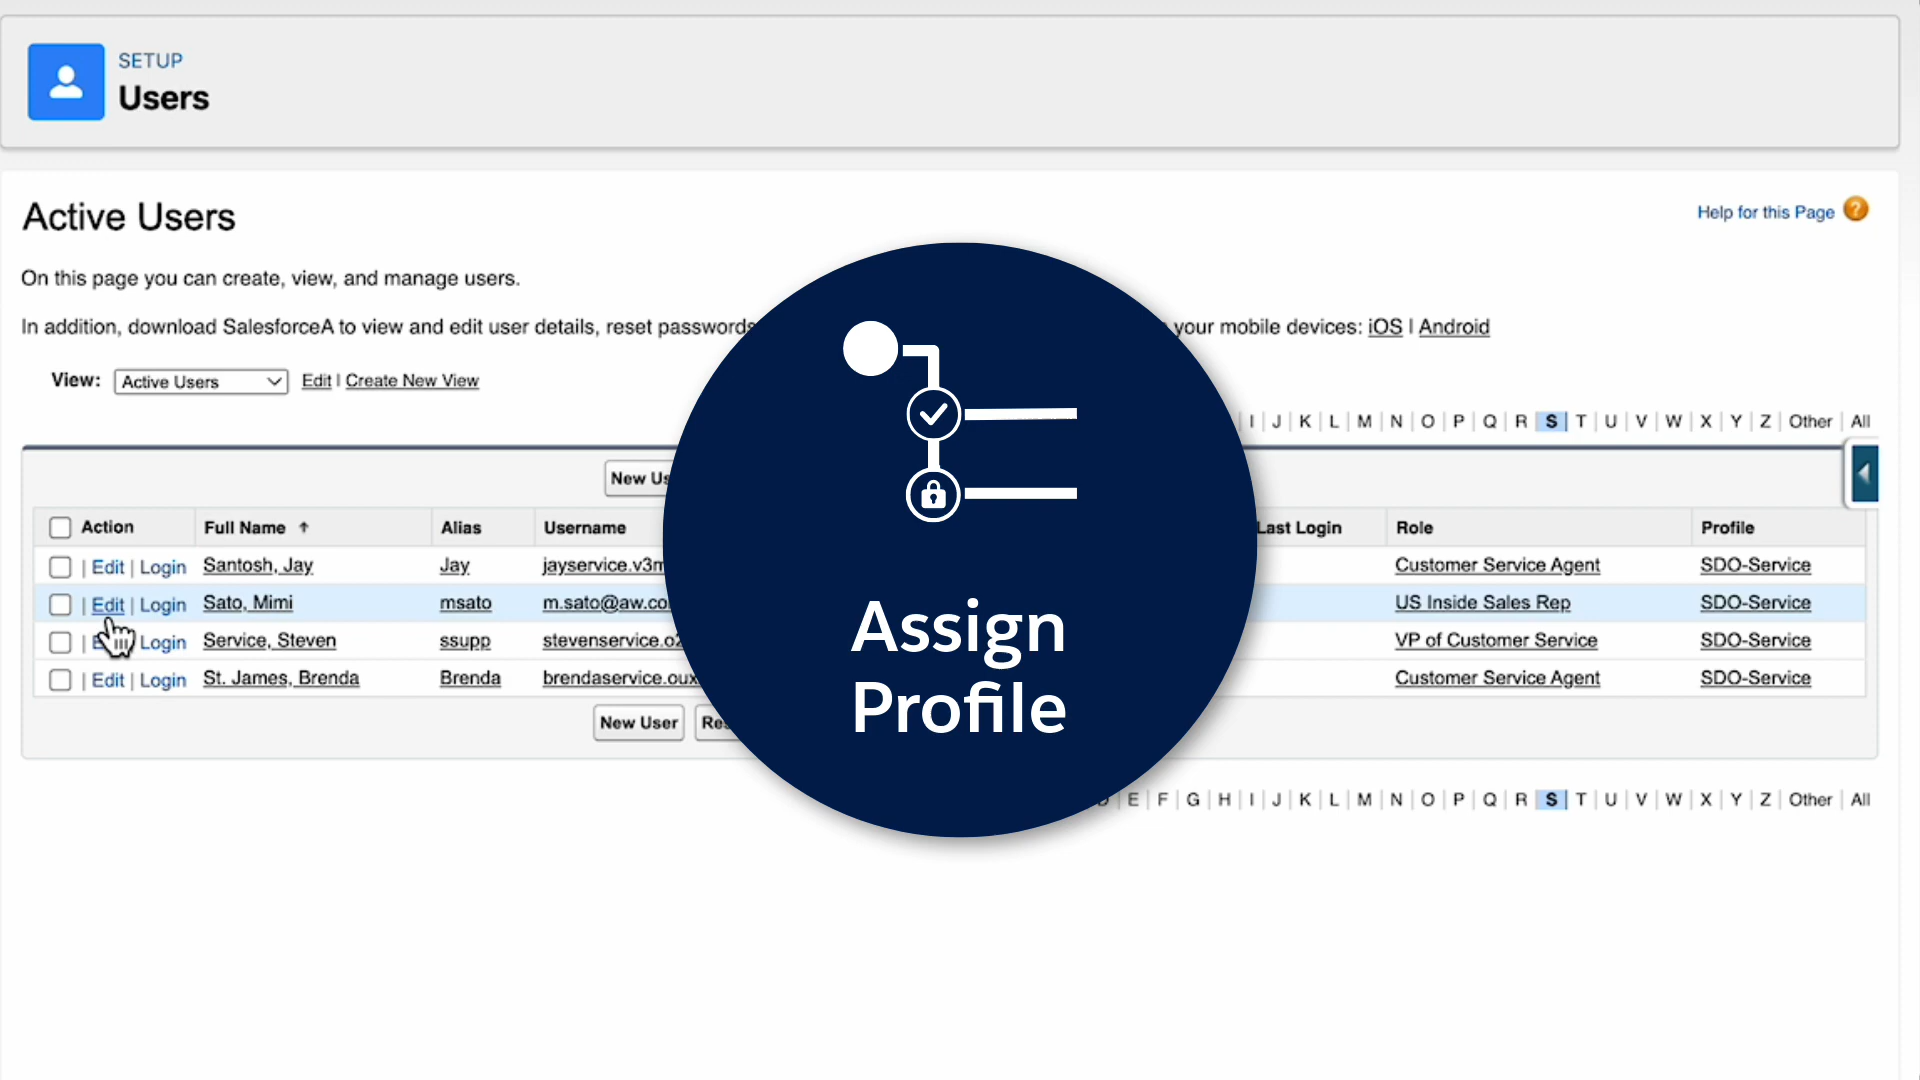 SETUP
Users
Active Users
Help for this Page
On this page you can create, view, and manage users.
In addition, download SalesforceA to view and edit user details, reset passwords your mobile devices: iOS | Android
View: Active Users Edit | Create New View
I | J | K | L | M | N | O | P | Q | R | S | T | U | V | W | X | Y | Z | Other | All
New
Action Full Name ↑ Alias Username Last Login Role Profile
| Edit | Login Santosh, Jay Jay Customer Service Agent SDO-Service
| Edit | Login Sato, Mimi msato US Inside Sales Rep SDO-Service
| Login Service, Steven ssupp VP of Customer Service SDO-Service
| Edit | Login St. James, Brenda Brenda Customer Service Agent SDO-Service
New User
E | F | G | H | I | J | K | L | M | N | O | P | Q | R | S | T | U | V | W | X | Y | Z | Other | All
Assign
Profile